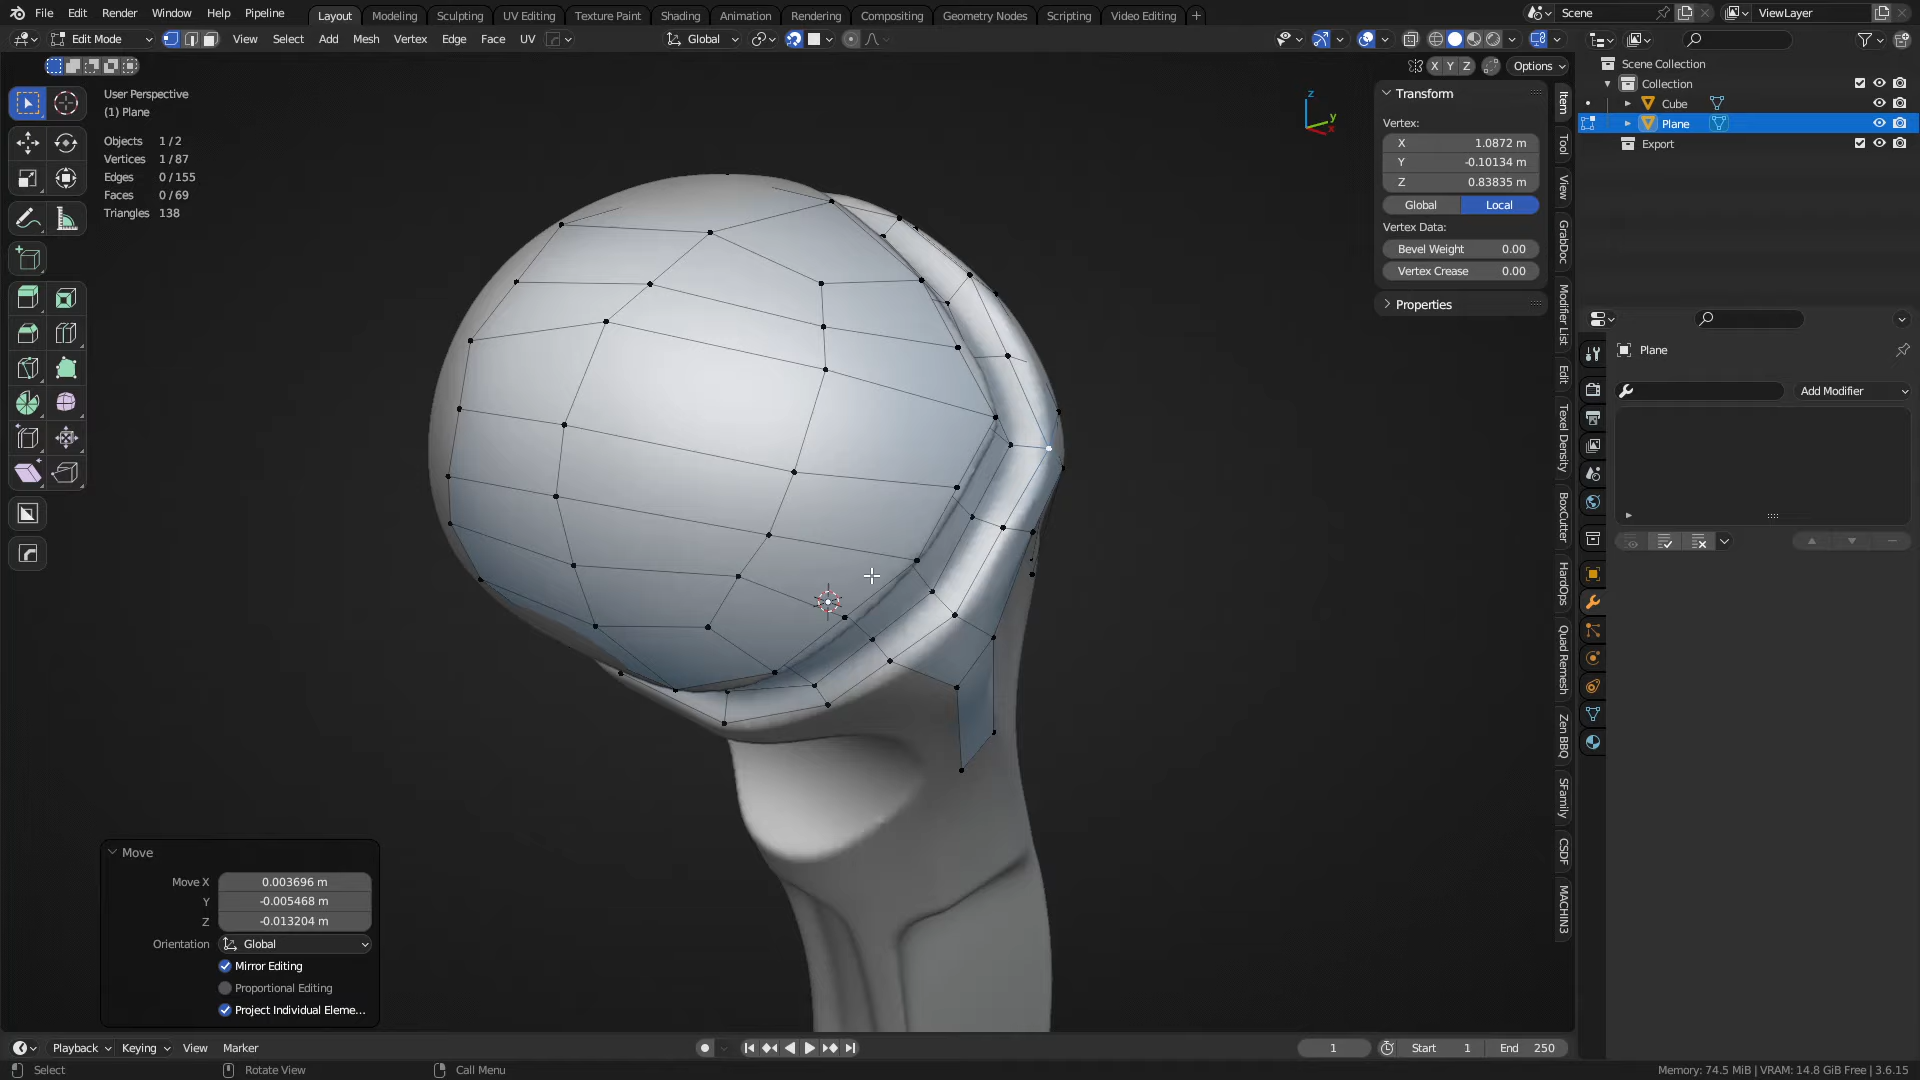 File Edit Render Window Help Pipeline
Layout Modeling Sculpting UV Editing Texture Paint Shading Animation Rendering Compositing Geometry Nodes Scripting Video Editing +
Scene
ViewLayer
Edit Mode
View Select Add Mesh Vertex Edge Face UV
Global
X Y Z
Options
User Perspective
(1) Plane
Objects 1/2
Vertices 1/87
Edges 0/155
Faces 0/69
Triangles 138
z
y
x
Transform
Vertex:
X 1.0872 m
Y -0.10134 m
Z 0.83835 m
Global Local
Vertex Data:
Bevel Weight 0.00
Vertex Crease 0.00
Properties
Item
Tool
View
GrabDoc
Modifier List
Edit
Texel Density
BoxCutter
HardOps
Quad Remesh
Zen BBQ
SFamily
CSDF
MACHIN3
Scene Collection
Collection
Cube
Plane
Export
Plane
Add Modifier
Move
Move X 0.003696 m
Y -0.005468 m
Z -0.013204 m
Orientation Global
Mirror Editing
Proportional Editing
Project Individual Eleme...
Playback Keying View Marker
1
Start 1
End 250
Select
Rotate View
Call Menu
Memory: 74.5 MiB | VRAM: 14.8 GiB Free | 3.6.15